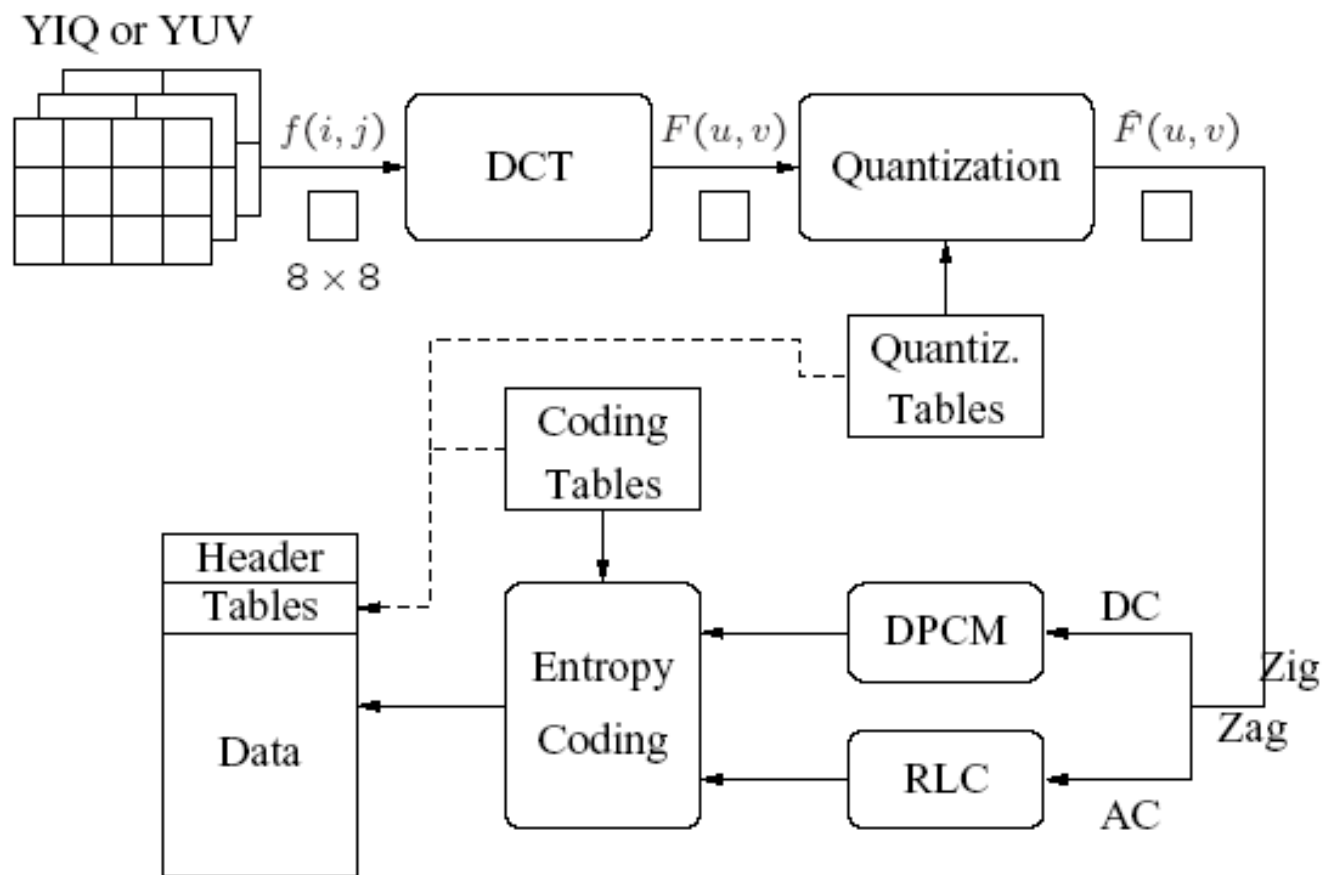 YIQ or YUV
f(i, j)
8 × 8
DCT
F(u, v)
Quantization
F̂(u, v)
Quantiz.
Tables
Coding
Tables
Header
Tables
Data
Entropy
Coding
DPCM
DC
RLC
AC
Zig
Zag